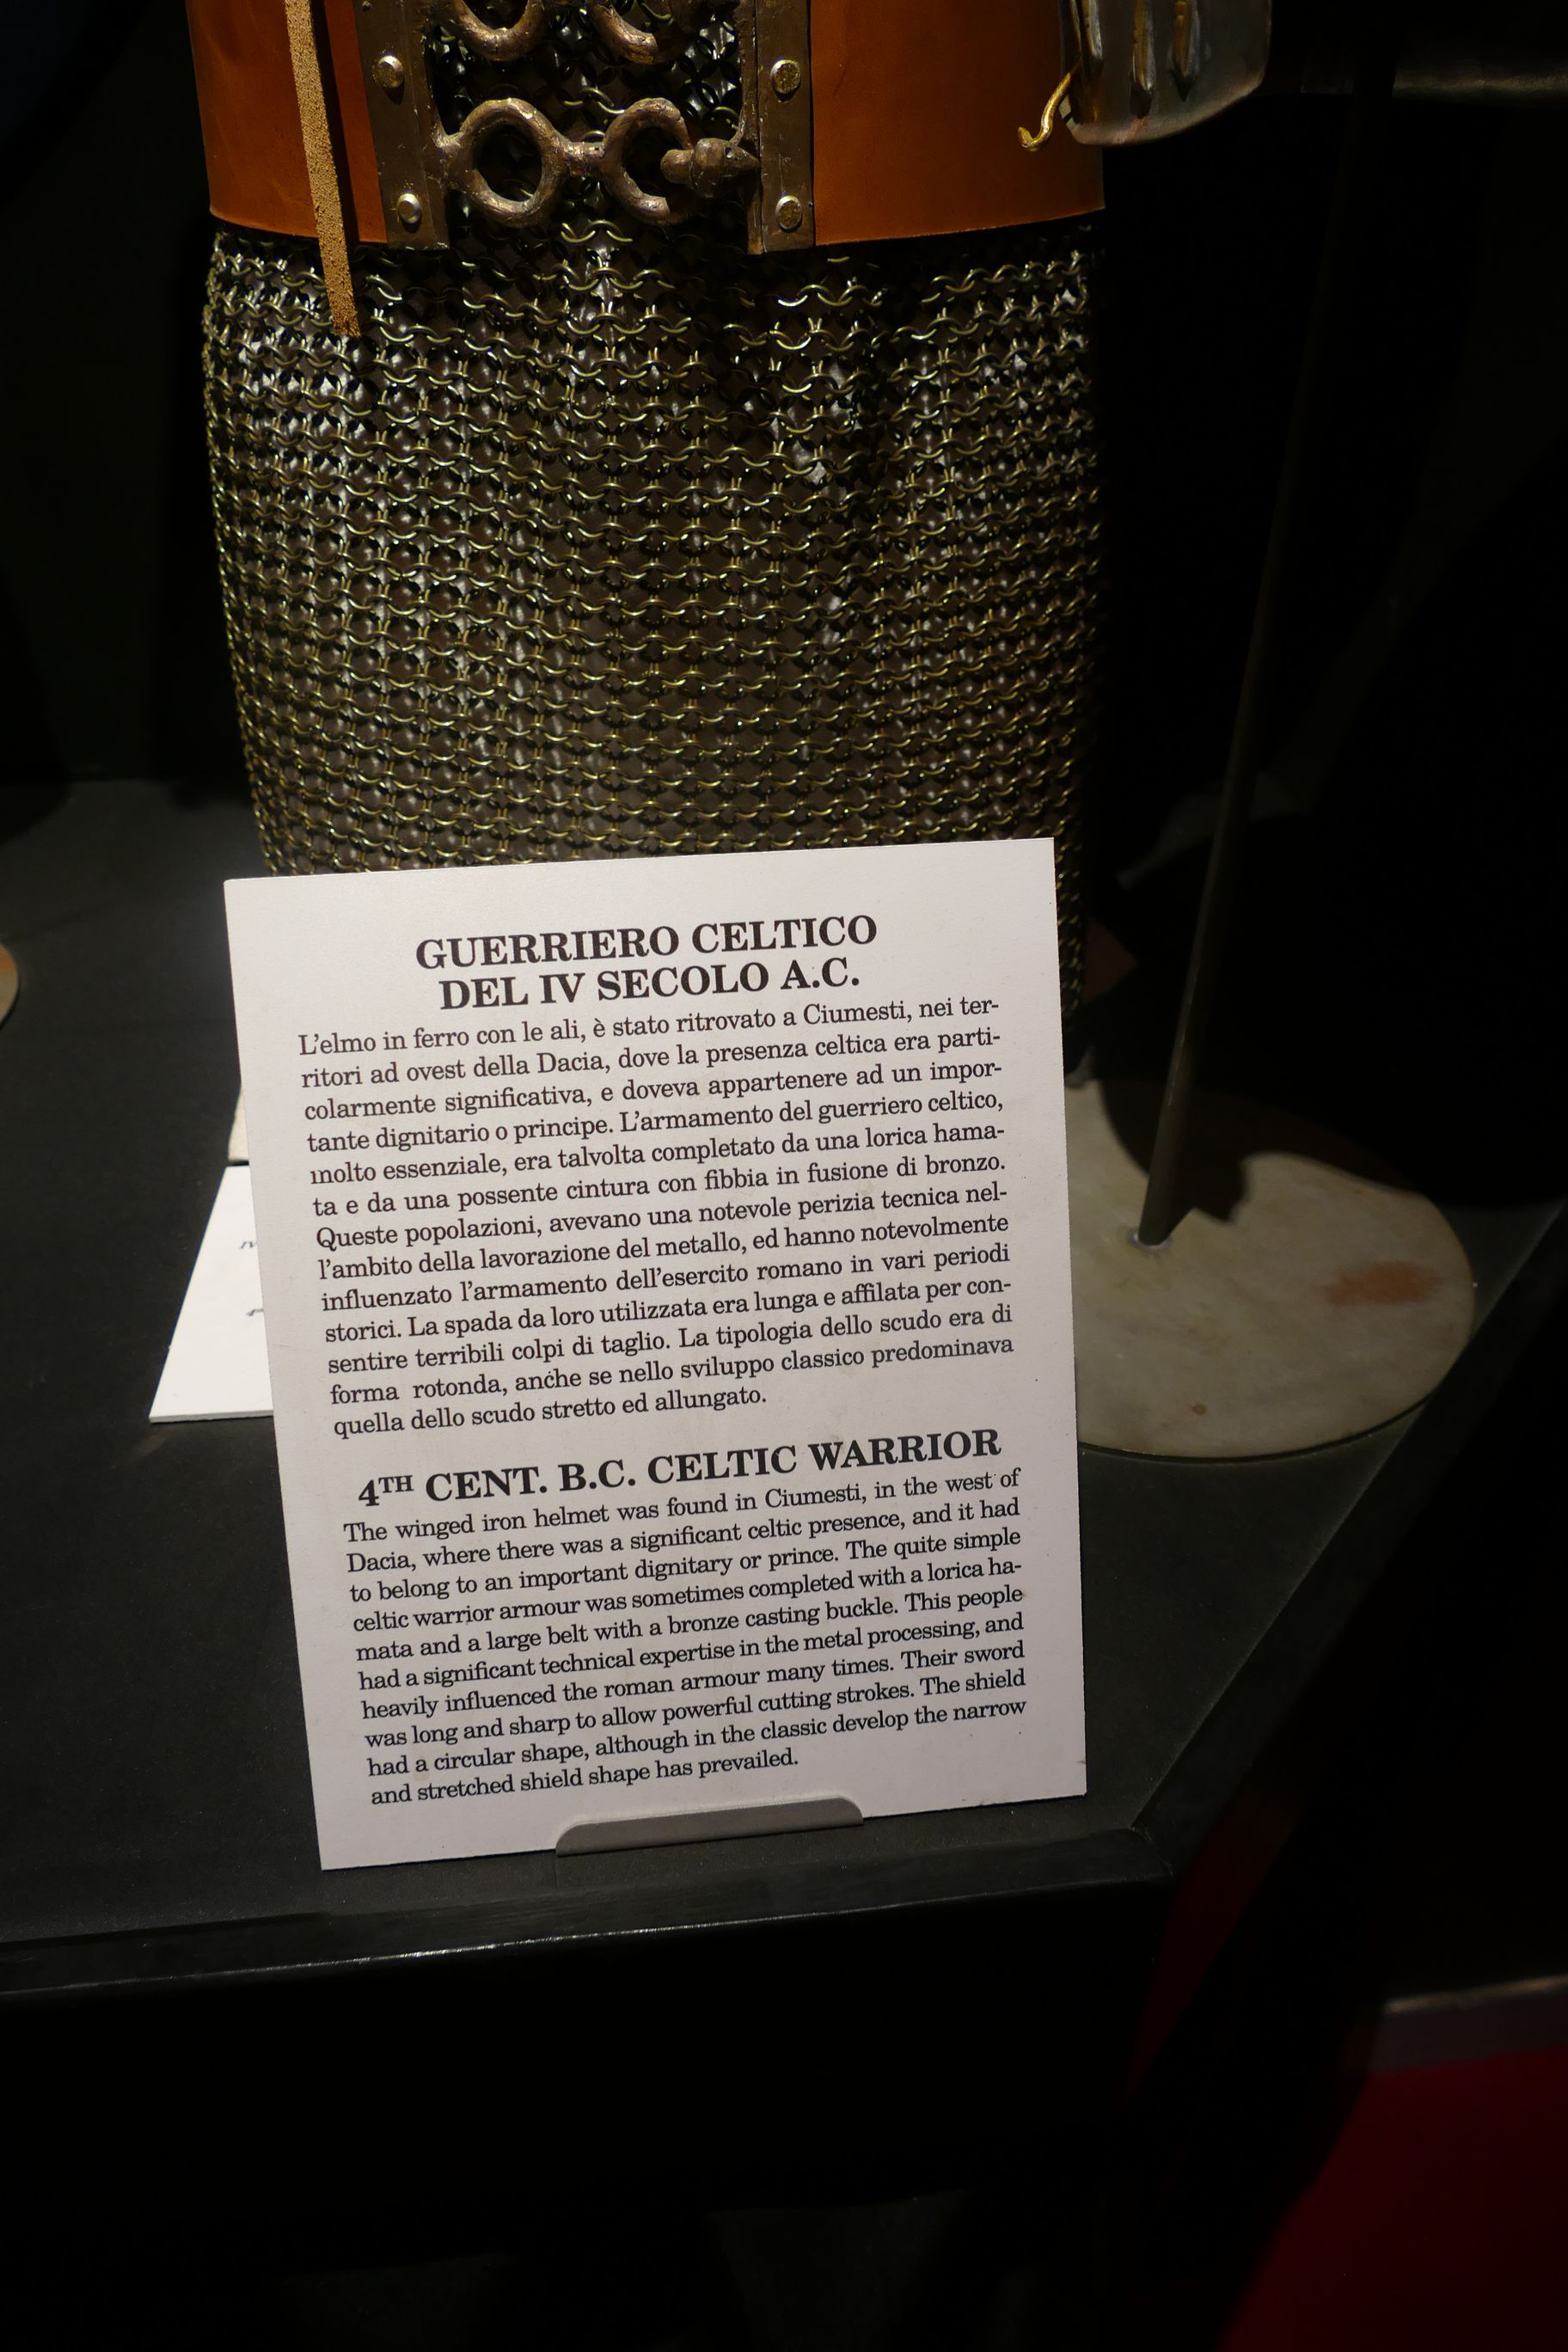 GUERRIERO CELTICO
DEL IV SECOLO A.C.
L'elmo in ferro con le ali, è stato ritrovato a Ciumesti, nei ter-
ritori ad ovest della Dacia, dove la presenza celtica era parti-
colarmente significativa, e doveva appartenere ad un impor-
tante dignitario o principe. L'armamento del guerriero celtico,
molto essenziale, era talvolta completato da una lorica hama-
ta e da una possente cintura con fibbia in fusione di bronzo.
Queste popolazioni, avevano una notevole perizia tecnica nel-
l'ambito della lavorazione del metallo, ed hanno notevolmente
influenzato l'armamento dell'esercito romano in vari periodi
storici. La spada da loro utilizzata era lunga e affilata per con-
sentire terribili colpi di taglio. La tipologia dello scudo era di
forma rotonda, anche se nello sviluppo classico predominava
quella dello scudo stretto ed allungato.
4TH CENT. B.C. CELTIC WARRIOR
The winged iron helmet was found in Ciumesti, in the west of
Dacia, where there was a significant celtic presence, and it had
to belong to an important dignitary or prince. The quite simple
celtic warrior armour was sometimes completed with a lorica ha-
mata and a large belt with a bronze casting buckle. This people
had a significant technical expertise in the metal processing, and
heavily influenced the roman armour many times. Their sword
was long and sharp to allow powerful cutting strokes. The shield
had a circular shape, although in the classic develop the narrow
and stretched shield shape has prevailed.